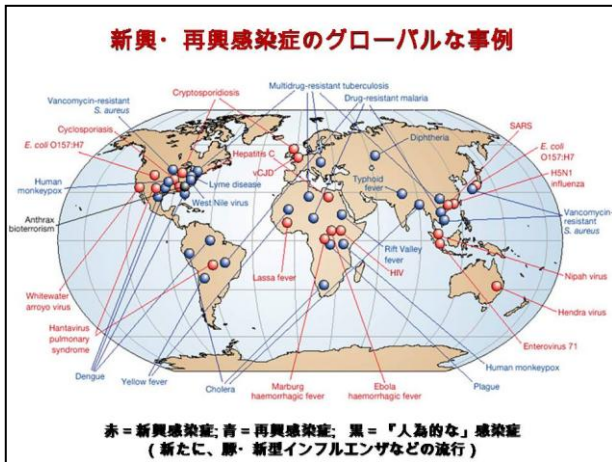 新興・再興感染症のグローバルな事例
Multidrug-resistant tuberculosis
Cryptosporidiosis
Drug-resistant malaria
Vancomycin-resistant
S. aureus
Cyclosporiasis
E. coli O157:H7
Hepatitis C
vCJD
Diphtheria
SARS
E. coli
O157:H7
H5N1
influenza
Typhoid
fever
Human
monkeypox
Lyme disease
West Nile virus
Anthrax
bioterrorism
Vancomycin-
resistant
S. aureus
Rift Valley
fever
Lassa fever
HIV
Nipah virus
Whitewater
arroyo virus
Hendra virus
Hantavirus
pulmonary
syndrome
Enterovirus 71
Dengue
Yellow fever
Cholera
Marburg
haemorrhagic fever
Ebola
haemorrhagic fever
Human monkeypox
Plague
赤=新興感染症; 青=再興感染症; 黒=「人為的な」感染症
(新たに、豚・新型インフルエンザなどの流行)